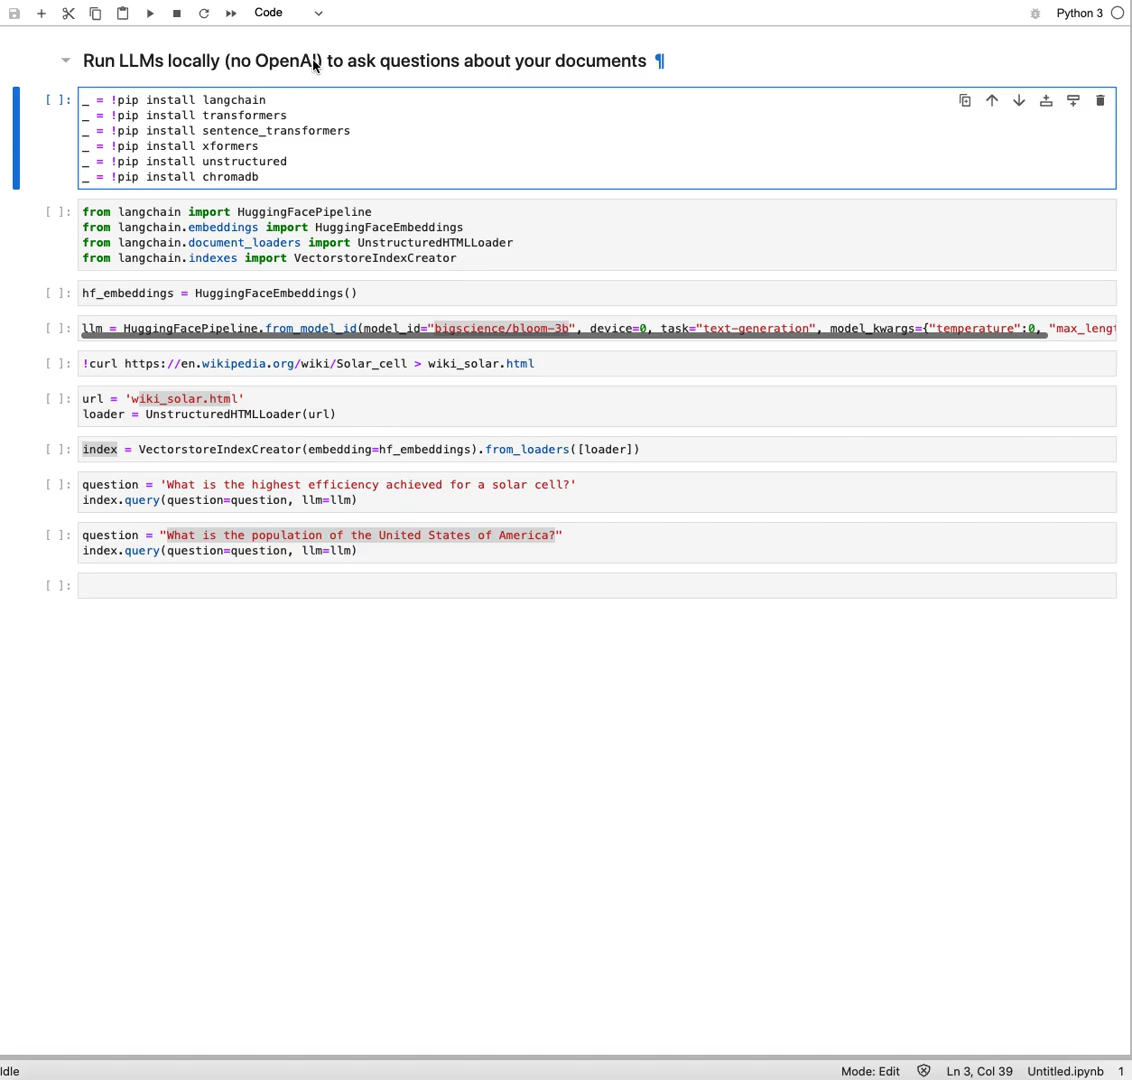 Code
Python 3
Run LLMs locally (no OpenAI) to ask questions about your documents ¶
[ ]: _ = !pip install langchain
_ = !pip install transformers
_ = !pip install sentence_transformers
_ = !pip install xformers
_ = !pip install unstructured
_ = !pip install chromadb
[ ]: from langchain import HuggingFacePipeline
from langchain.embeddings import HuggingFaceEmbeddings
from langchain.document_loaders import UnstructuredHTMLLoader
from langchain.indexes import VectorstoreIndexCreator
[ ]: hf_embeddings = HuggingFaceEmbeddings()
[ ]: llm = HuggingFacePipeline.from_model_id(model_id="bigscience/bloom-3b", device=0, task="text-generation", model_kwargs={"temperature":0, "max_lengt
[ ]: !curl https://en.wikipedia.org/wiki/Solar_cell > wiki_solar.html
[ ]: url = 'wiki_solar.html'
loader = UnstructuredHTMLLoader(url)
[ ]: index = VectorstoreIndexCreator(embedding=hf_embeddings).from_loaders([loader])
[ ]: question = 'What is the highest efficiency achieved for a solar cell?'
index.query(question=question, llm=llm)
[ ]: question = "What is the population of the United States of America?"
index.query(question=question, llm=llm)
[ ]:
Idle
Mode: Edit
Ln 3, Col 39
Untitled.ipynb
1